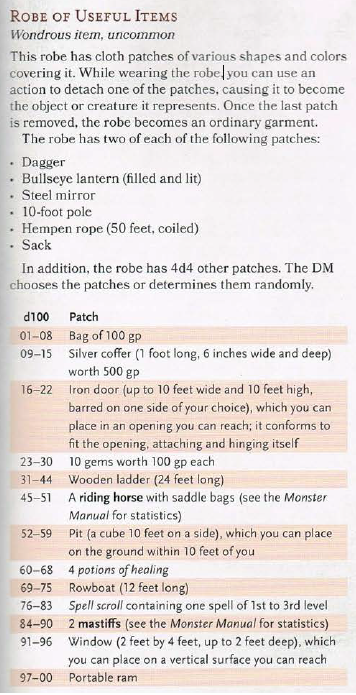 ROBE OF USEFUL ITEMS
Wondrous item, uncommon
This robe has cloth patches of various shapes and colors
covering it. While wearing the robe, you can use an
action to detach one of the patches, causing it to become
the object or creature it represents. Once the last patch
is removed, the robe becomes an ordinary garment.
The robe has two of each of the following patches:
• Dagger
• Bullseye lantern (filled and lit)
• Steel mirror
• 10-foot pole
• Hempen rope (50 feet, coiled)
• Sack
In addition, the robe has 4d4 other patches. The DM
chooses the patches or determines them randomly.
d100 Patch
01–08 Bag of 100 gp
09–15 Silver coffer (1 foot long, 6 inches wide and deep)
worth 500 gp
16–22 Iron door (up to 10 feet wide and 10 feet high,
barred on one side of your choice), which you can
place in an opening you can reach; it conforms to
fit the opening, attaching and hinging itself
23–30 10 gems worth 100 gp each
31–44 Wooden ladder (24 feet long)
45–51 A riding horse with saddle bags (see the Monster
Manual for statistics)
52–59 Pit (a cube 10 feet on a side), which you can place
on the ground within 10 feet of you
60–68 4 potions of healing
69–75 Rowboat (12 feet long)
76–83 Spell scroll containing one spell of 1st to 3rd level
84–90 2 mastiffs (see the Monster Manual for statistics)
91–96 Window (2 feet by 4 feet, up to 2 feet deep), which
you can place on a vertical surface you can reach
97–00 Portable ram